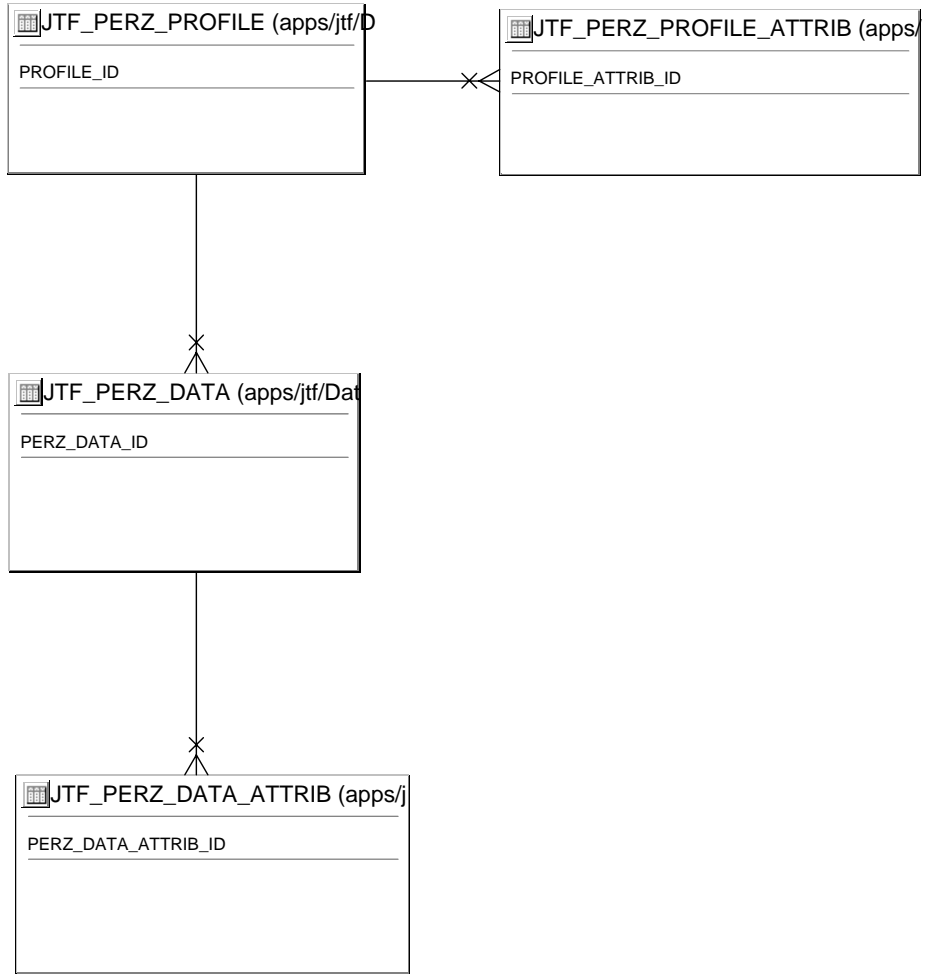 JTF_PERZ_PROFILE (apps/jtf/D
PROFILE_ID
JTF_PERZ_PROFILE_ATTRIB (apps/
PROFILE_ATTRIB_ID
JTF_PERZ_DATA (apps/jtf/Dat
PERZ_DATA_ID
JTF_PERZ_DATA_ATTRIB (apps/j
PERZ_DATA_ATTRIB_ID